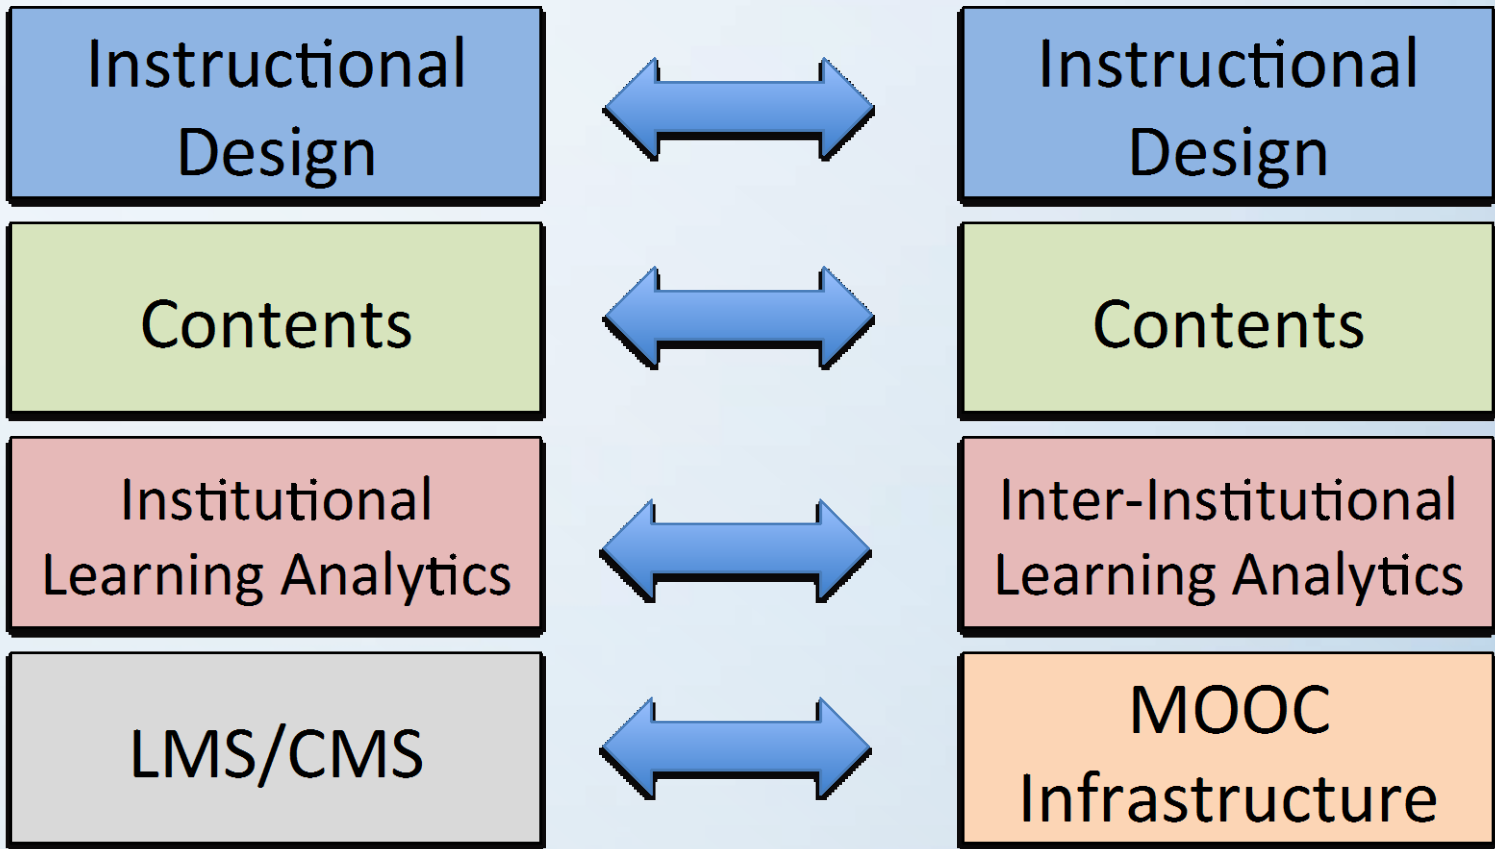 Instructional
Design
Instructional
Design
Contents
Contents
Institutional
Learning Analytics
Inter-Institutional
Learning Analytics
LMS/CMS
MOOC
Infrastructure